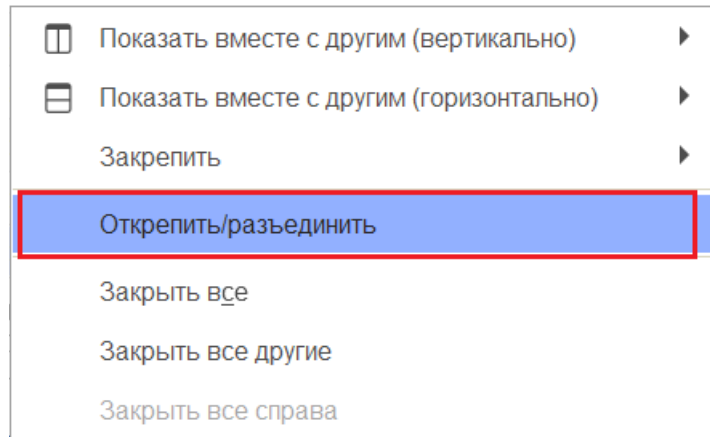 Показать вместе с другим (вертикально)
Показать вместе с другим (горизонтально)
Закрепить
Открепить/разъединить
Закрыть все
Закрыть все другие
Закрыть все справа